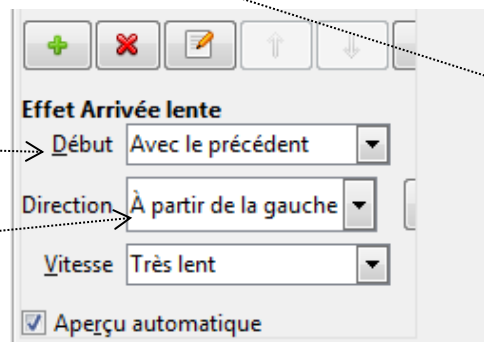 Effet Arrivée lente
Début Avec le précédent
Direction À partir de la gauche
Vitesse Très lent
Aperçu automatique